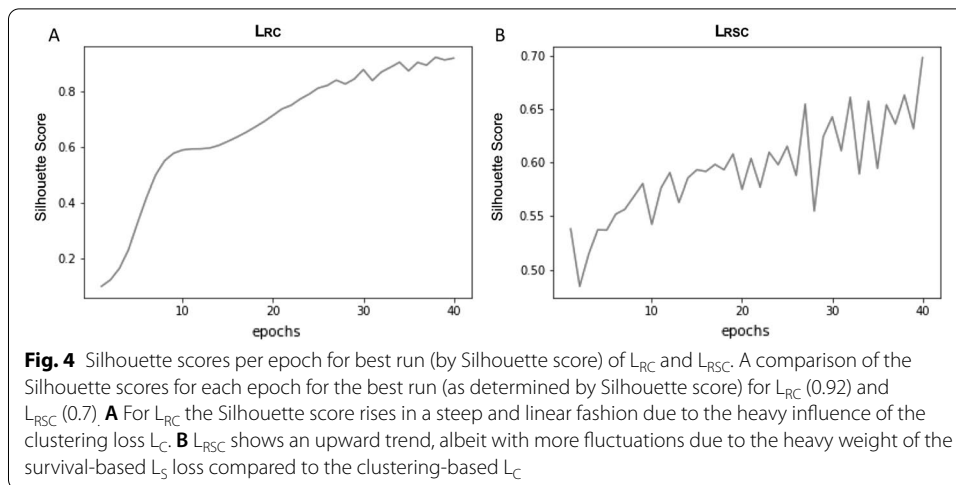 A
LRC
Silhouette Score
0.8
0.6
0.4
0.2
10
20
30
40
epochs
B
LRSC
Silhouette Score
0.70
0.65
0.60
0.55
0.50
0
10
20
30
40
epochs
Fig. 4 Silhouette scores per epoch for best run (by Silhouette score) of LRC and LRSC. A comparison of the
Silhouette scores for each epoch for the best run (as determined by Silhouette score) for LRC (0.92) and
LRSC (0.7). A For LRC the Silhouette score rises in a steep and linear fashion due to the heavy influence of the
clustering loss LC. B LRSC shows an upward trend, albeit with more fluctuations due to the heavy weight of the
survival-based LS loss compared to the clustering-based LC